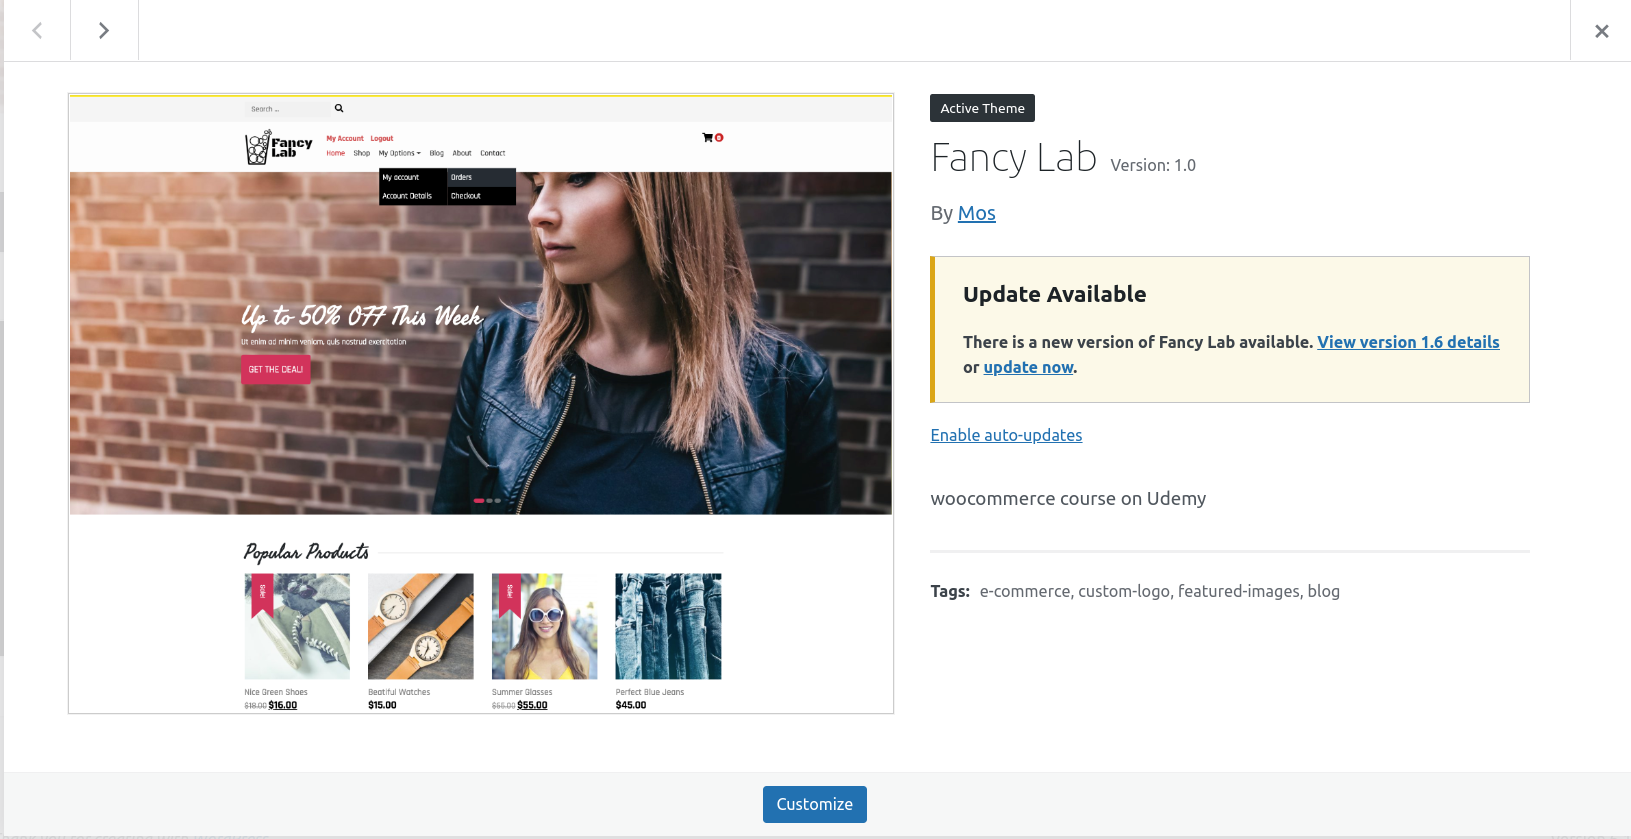 Active Theme
Fancy Lab Version: 1.0
By Mos
Update Available
There is a new version of Fancy Lab available. View version 1.6 details
or update now.
Enable auto-updates
woocommerce course on Udemy
Tags: e-commerce, custom-logo, featured-images, blog
Search ...
Fancy
Lab
My Account Logout
0
Home Shop My Options Blog About Contact
My account Orders
Account Details Checkout
Up to 50% OFF This Week
Ut enim ad minim veniam, quis nostrud exercitation
GET THE DEAL!
Popular Products
Sale!
Sale!
Nice Green Shoes Beatiful Watches Summer Glasses Perfect Blue Jeans
$18.00 $16.00 $15.00 $65.00 $55.00 $45.00
Customize